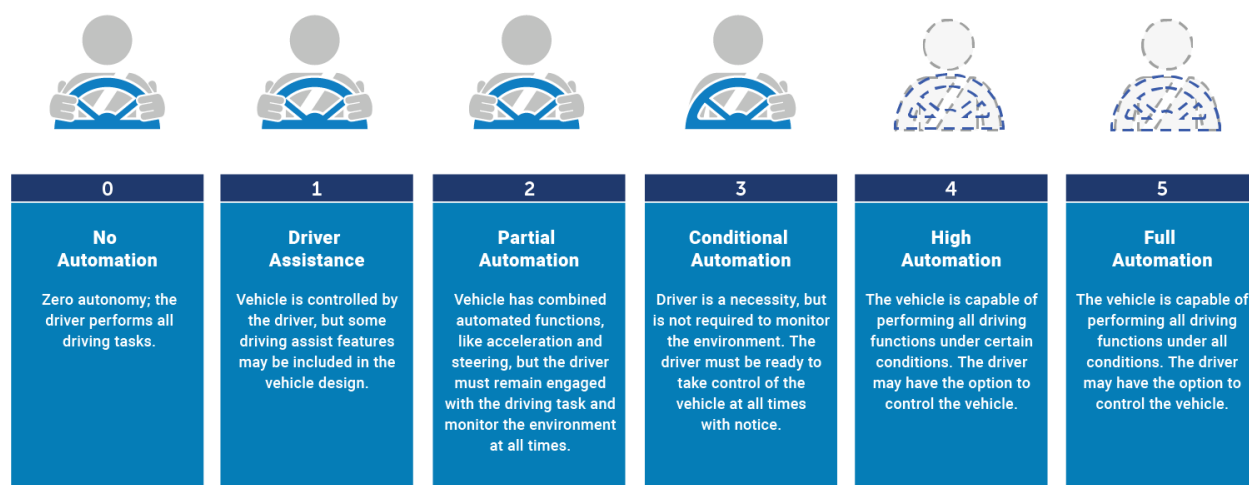 0
No
Automation
Zero autonomy; the
driver performs all
driving tasks.
1
Driver
Assistance
Vehicle is controlled by
the driver, but some
driving assist features
may be included in the
vehicle design.
2
Partial
Automation
Vehicle has combined
automated functions,
like acceleration and
steering, but the driver
must remain engaged
with the driving task and
monitor the environment
at all times.
3
Conditional
Automation
Driver is a necessity, but
is not required to monitor
the environment. The
driver must be ready to
take control of the
vehicle at all times
with notice.
4
High
Automation
The vehicle is capable of
performing all driving
functions under certain
conditions. The driver
may have the option to
control the vehicle.
5
Full
Automation
The vehicle is capable of
performing all driving
functions under all
conditions. The driver
may have the option to
control the vehicle.